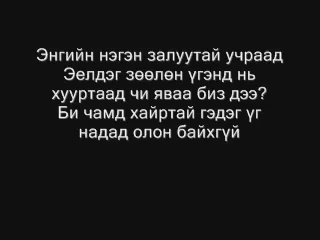 Энгийн нэгэн залуутай учраад
Эелдэг зөөлөн үгэнд нь
хууртаад чи яваа биз дээ?
Би чамд хайртай гэдэг үг
надад олон байхгүй